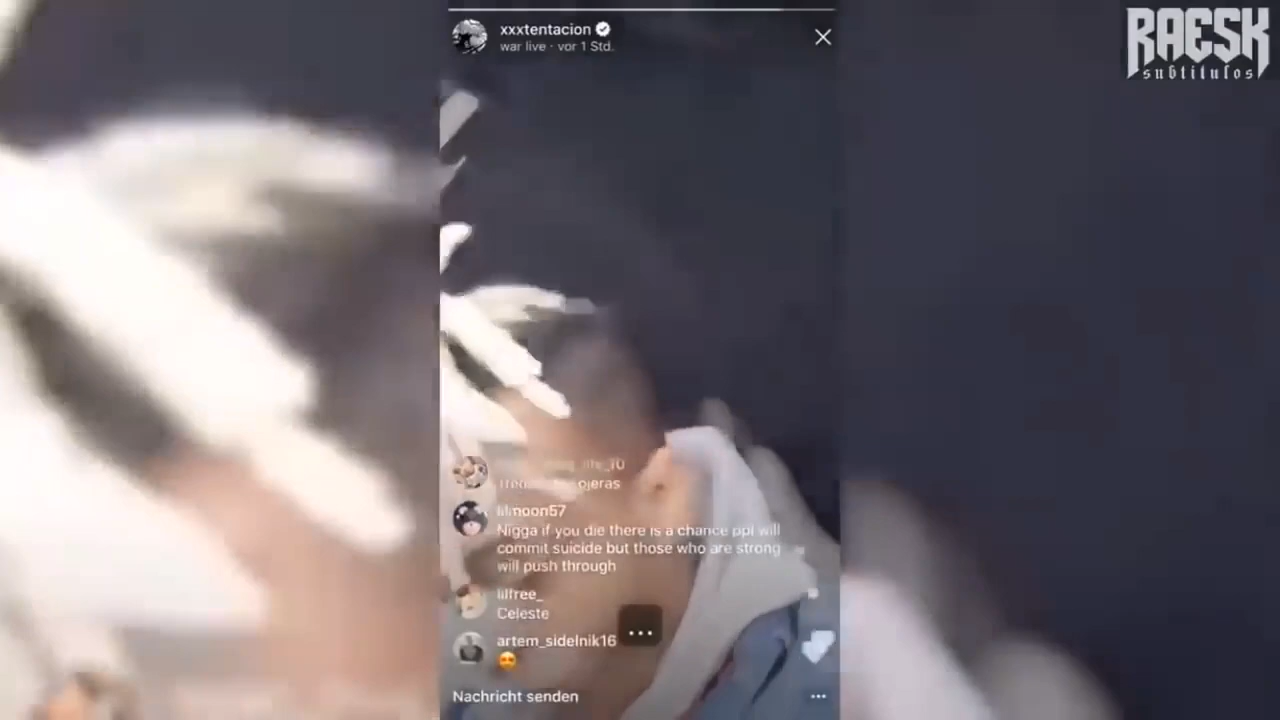 RAESK
subtitulos
xxxtentacion
war live · vor 1 Std.
ojeras
lilmoon57
Nigga if you die there is a chance ppl will
commit suicide but those who are strong
will push through
lilfree_
Celeste
artem_sidelnik16
Nachricht senden